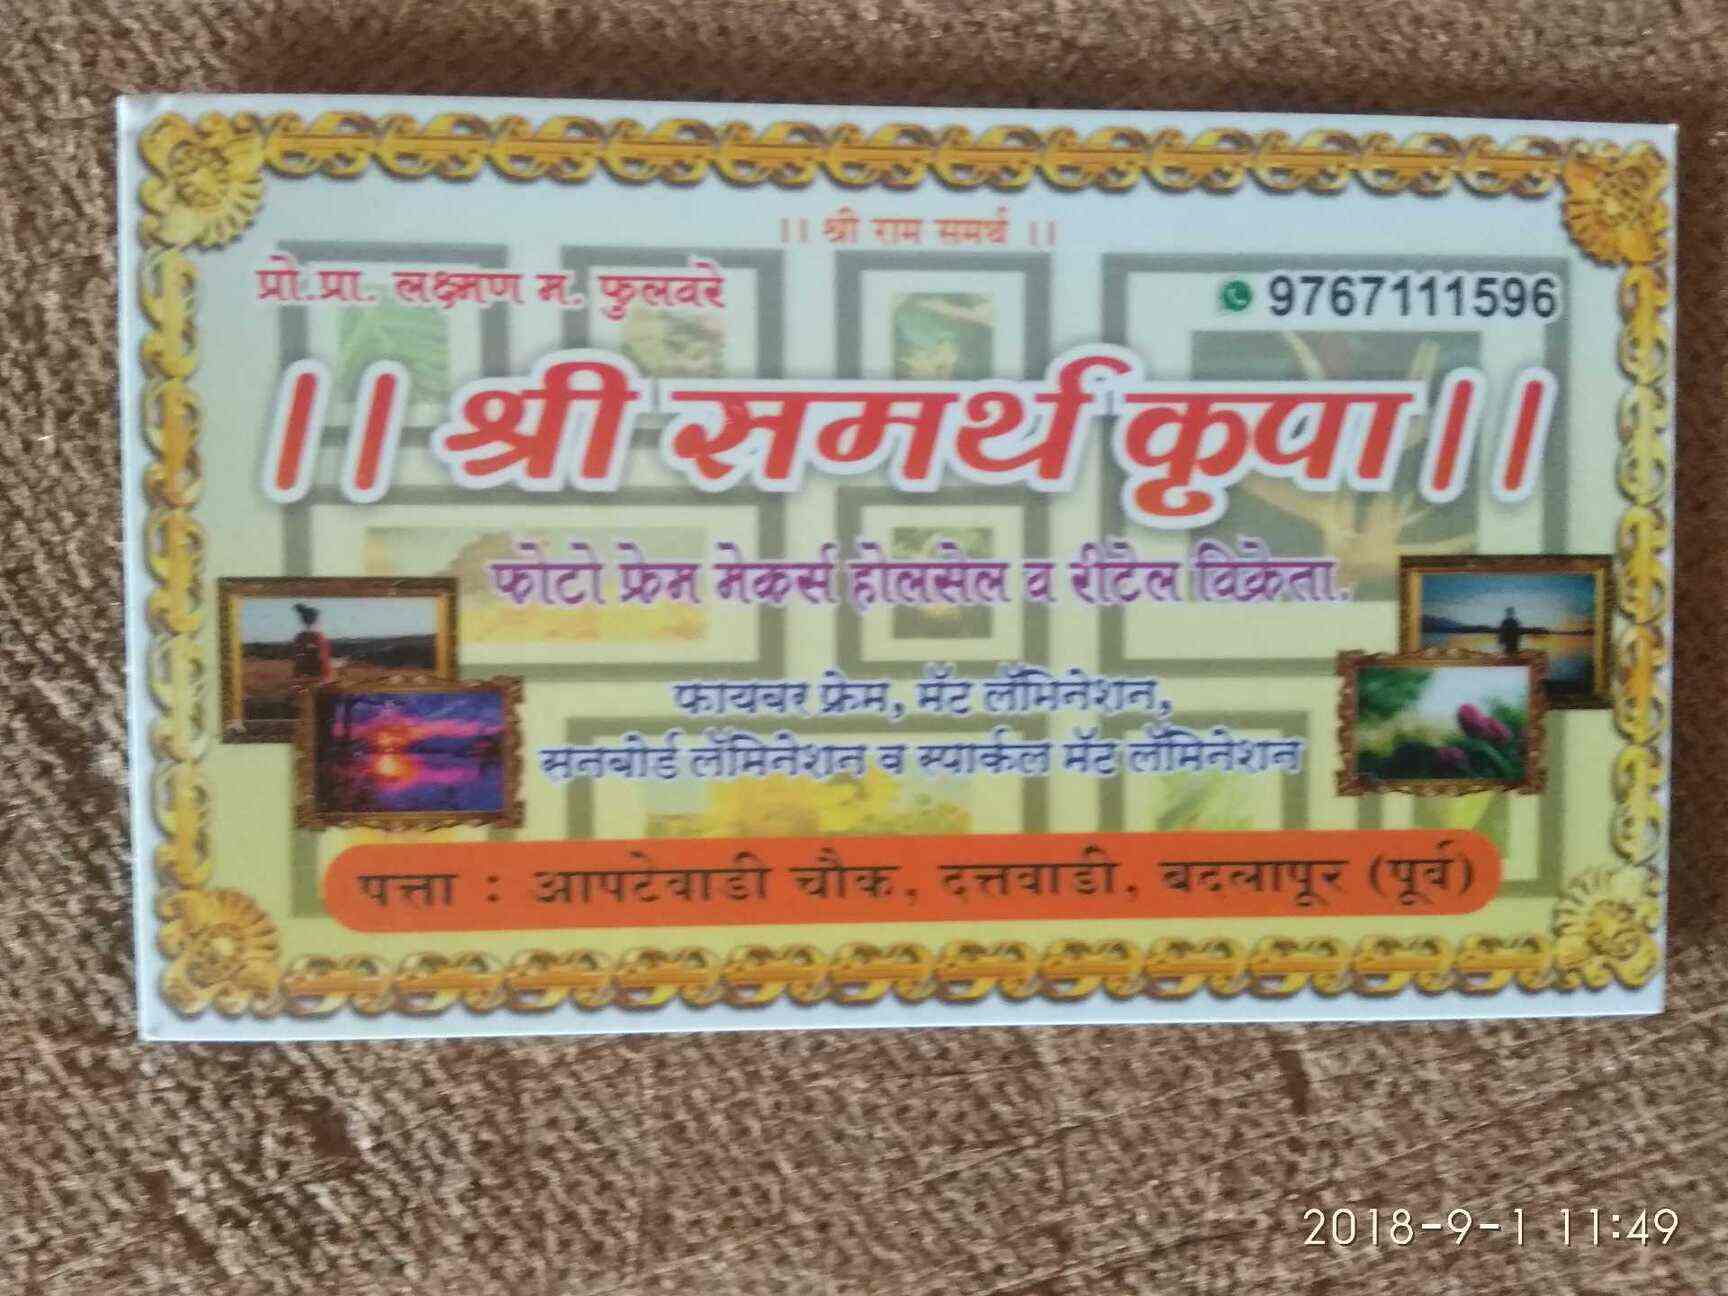 ।। श्री राम समर्थ ।।
प्रो.प्रा. लक्ष्मण म. फुलवरे
9767111596
।। श्री समर्थ कृपा ।।
फोटो फ्रेम मेकर्स होलसेल व रीटेल विक्रेता.
फायबर फ्रेम, मॅट लॅमिनेशन,
सनबोर्ड लॅमिनेशन व स्पार्कल मॅट लॅमिनेशन
पत्ता : आपटेवाडी चौक, दत्तवाडी, बदलापूर (पूर्व)
2018-9-1 11:49